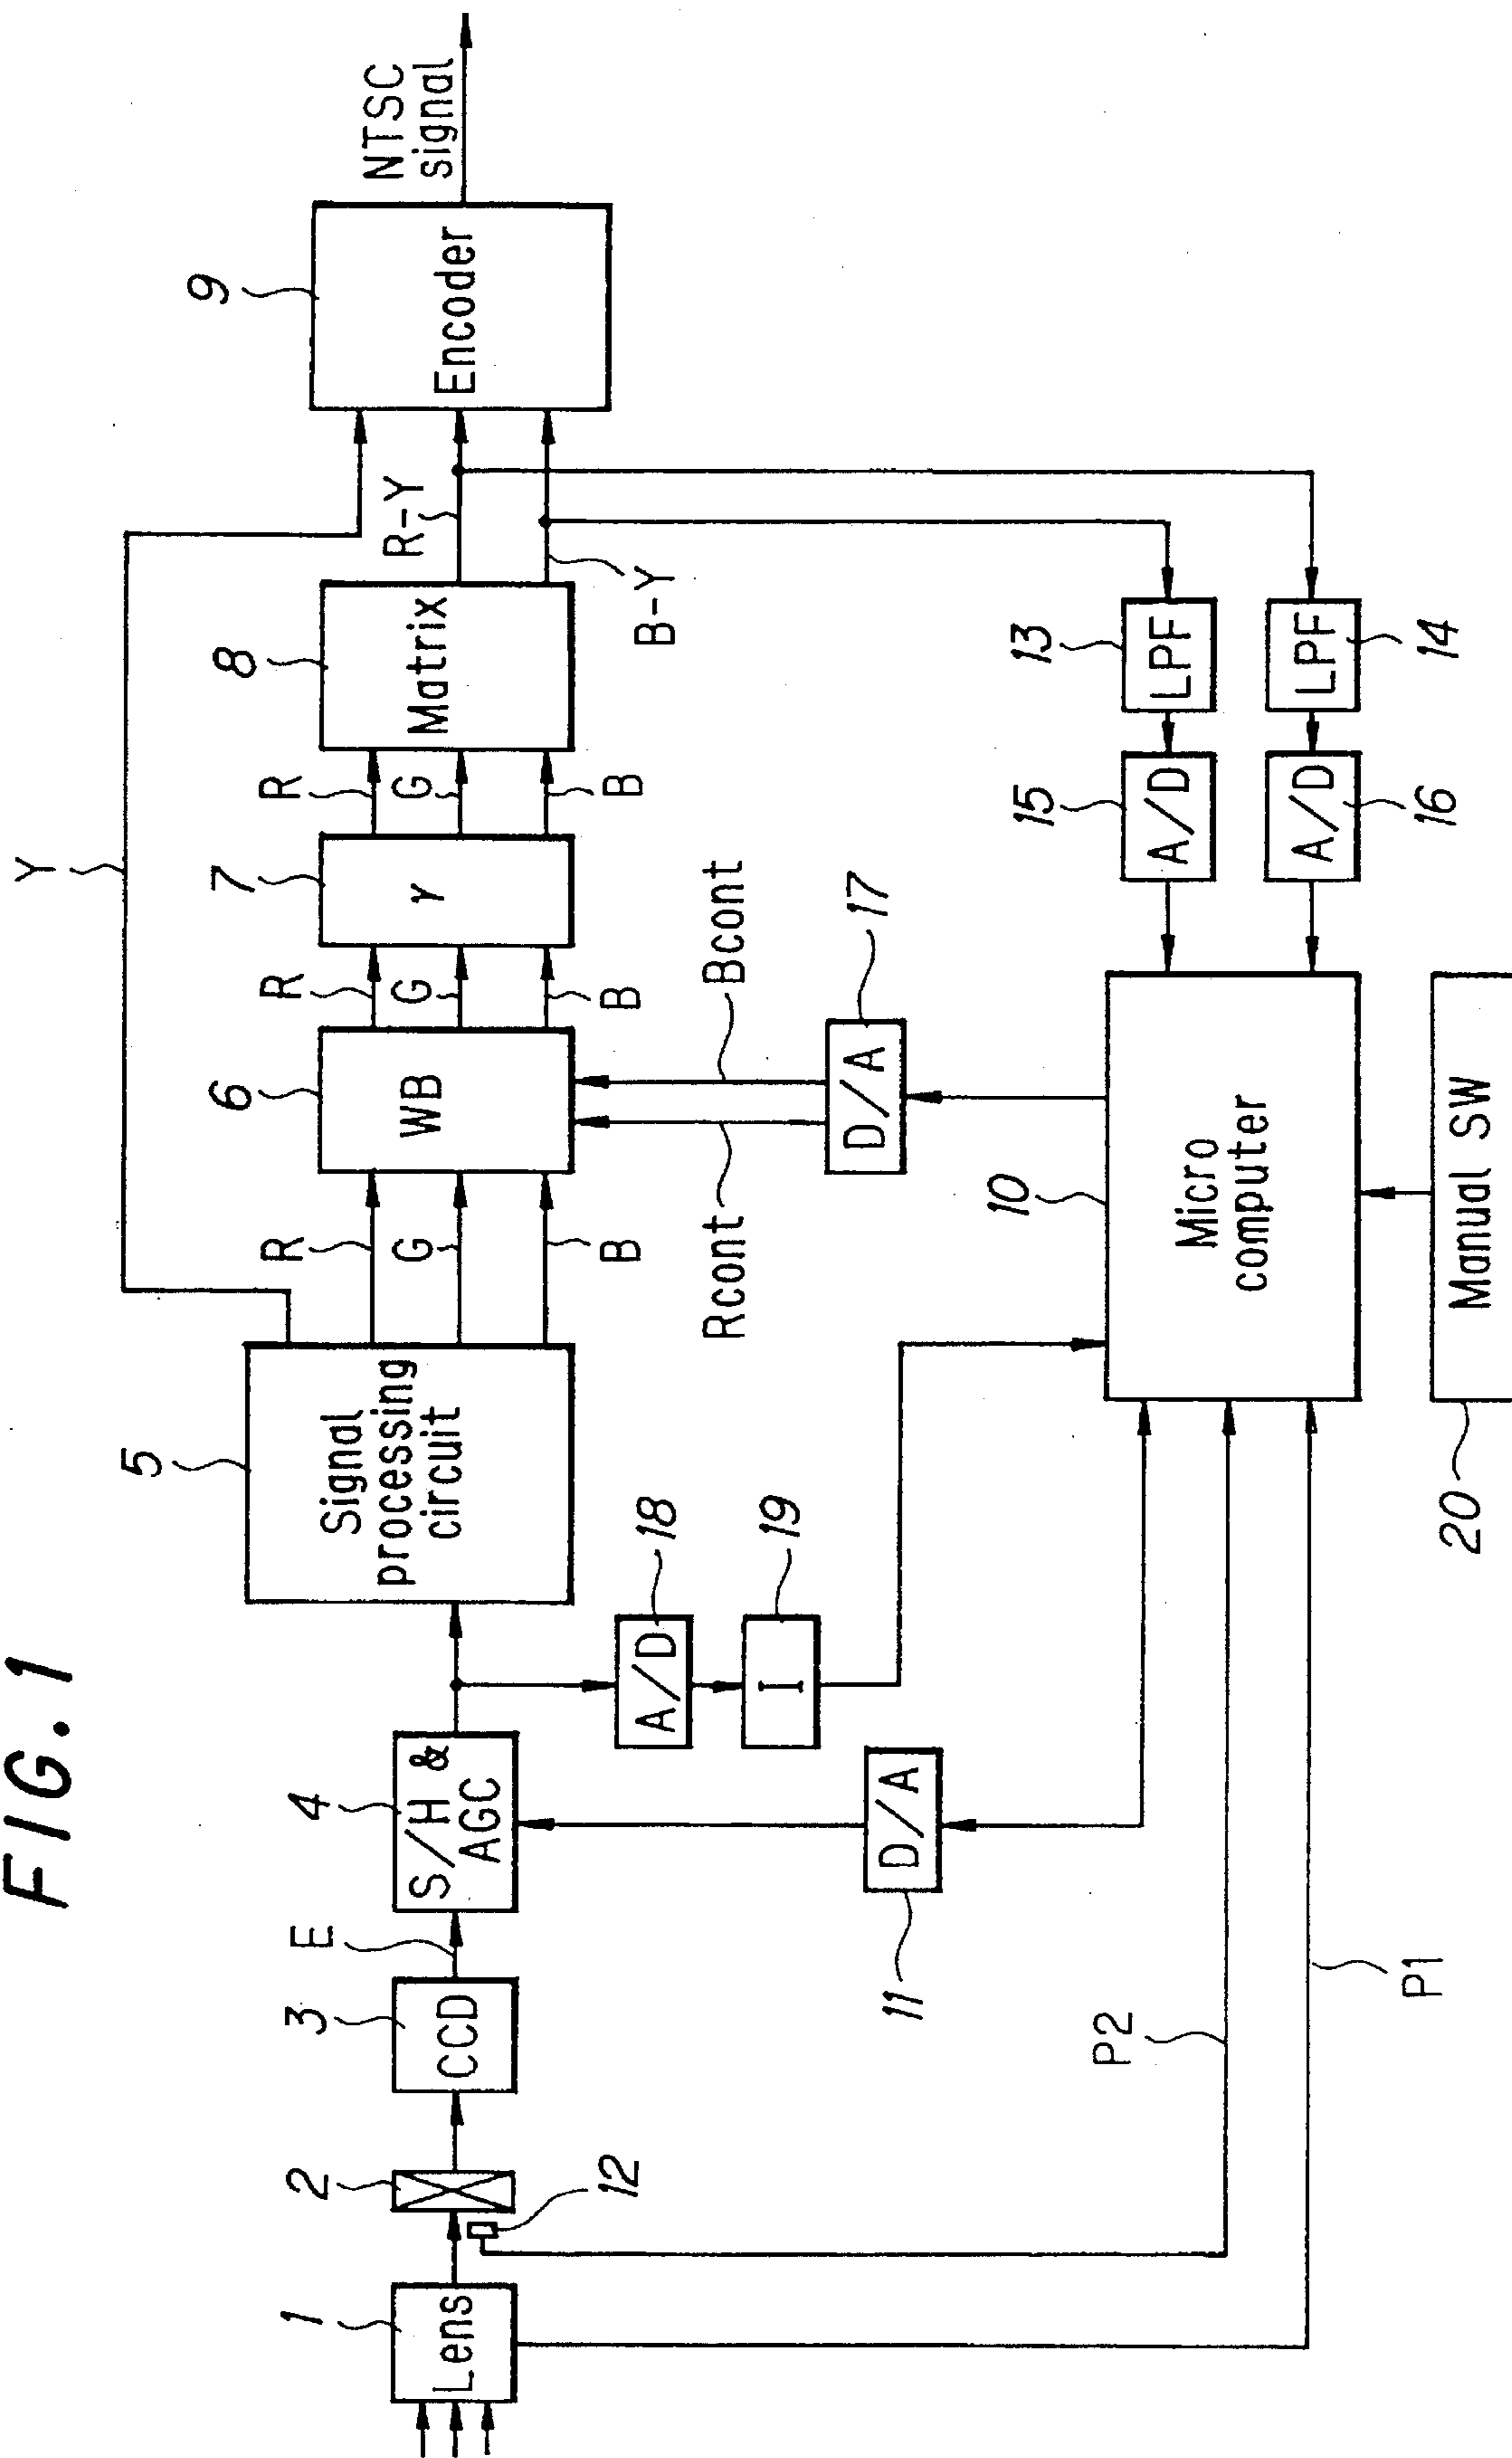 FIG. 1
1
Lens
2
12
3
CCD
E
4
S/H &
AGC
5
Signal
processing
circuit
Y
R
G
B
6
WB
R
G
B
7
γ
R
G
B
8
Matrix
R-Y
B-Y
9
Encoder
NTSC
signal
A/D
18
I
19
D/A
11
Rcont
Bcont
D/A
17
10
Micro
computer
13
LPF
14
LPF
15
A/D
16
A/D
P2
P1
20
Manual SW